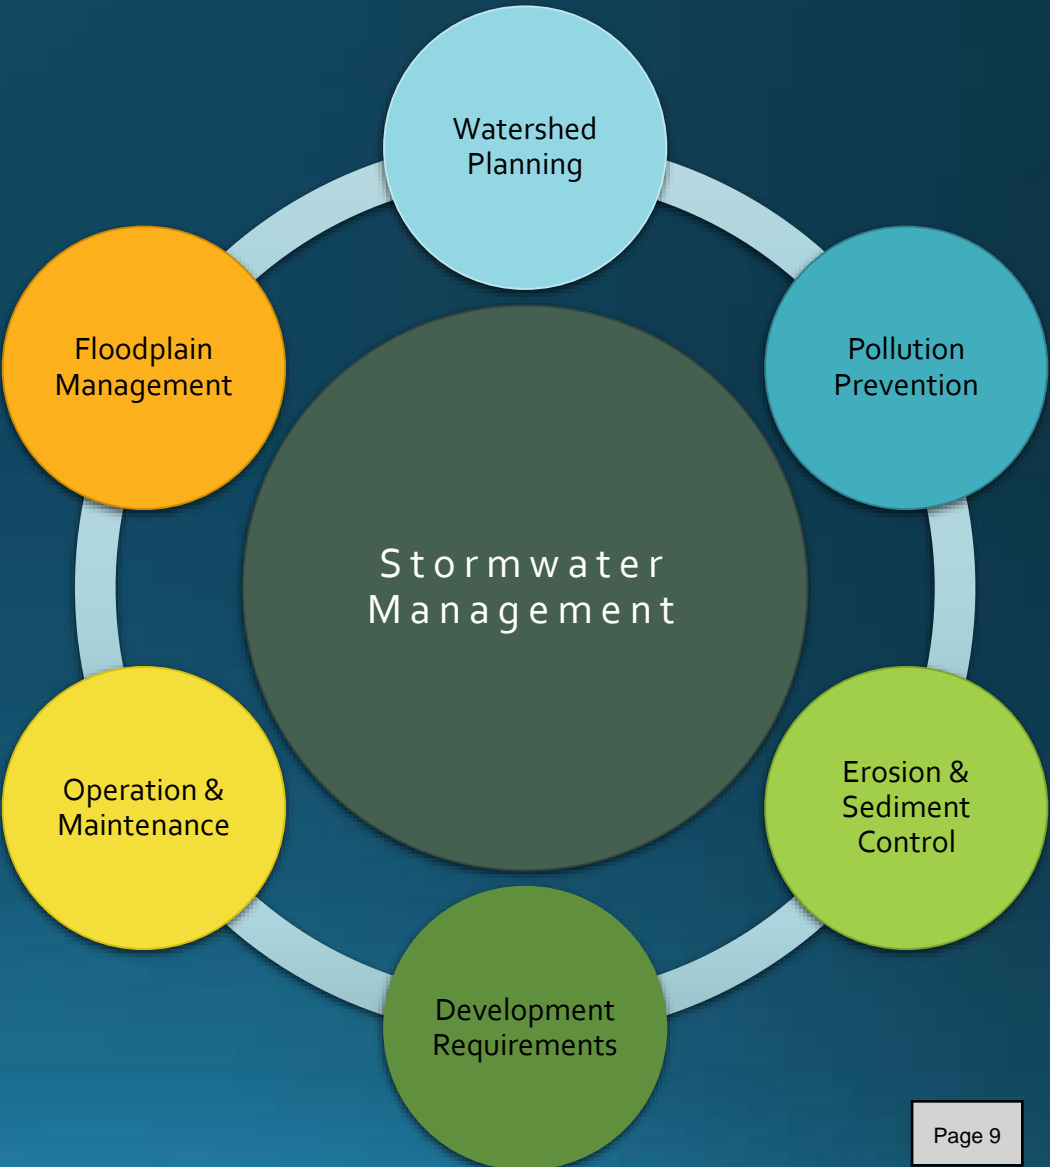 Watershed
Planning
Pollution
Prevention
Erosion &
Sediment
Control
Development
Requirements
Operation &
Maintenance
Floodplain
Management
Stormwater
Management
Page 9